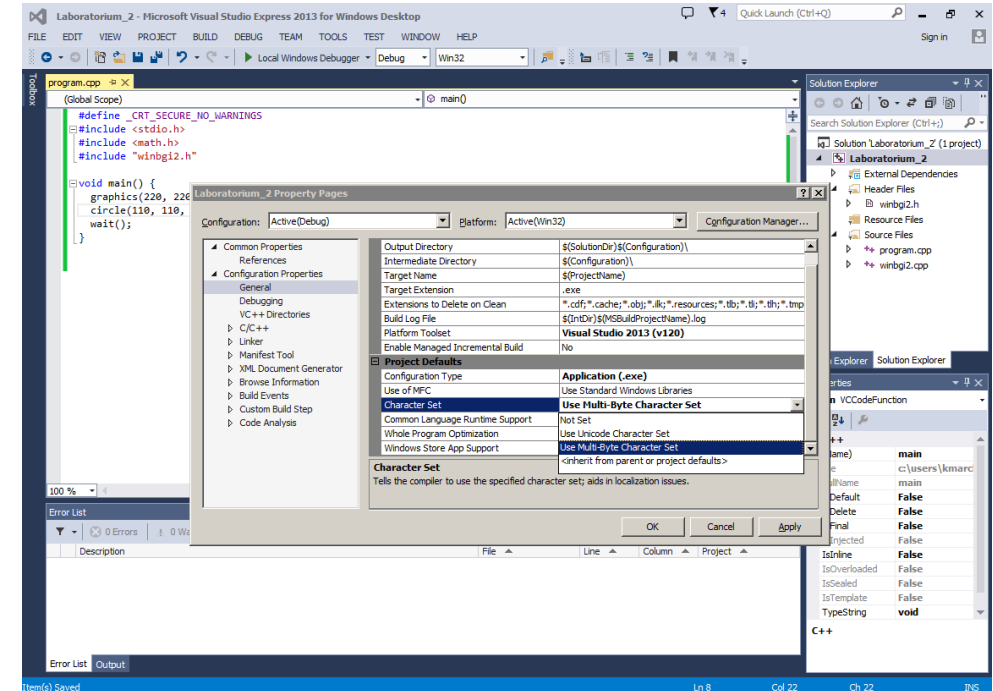 Laboratorium_2 - Microsoft Visual Studio Express 2013 for Windows Desktop
4
Quick Launch (Ctrl+Q)
FILE EDIT VIEW PROJECT BUILD DEBUG TEAM TOOLS TEST WINDOW HELP
Sign in
Local Windows Debugger Debug Win32
Toolbox
program.cpp
(Global Scope)
main()
#define _CRT_SECURE_NO_WARNINGS
#include <stdio.h>
#include <math.h>
#include "winbgi2.h"
void main() {
graphics(220, 220
circle(110, 110,
wait();
}
100 %
Laboratorium_2 Property Pages
Configuration: Active(Debug) Platform: Active(Win32) Configuration Manager...
Common Properties
References
Configuration Properties
General
Debugging
VC++ Directories
C/C++
Linker
Manifest Tool
XML Document Generator
Browse Information
Build Events
Custom Build Step
Code Analysis
Output Directory $(SolutionDir)$(Configuration)\
Intermediate Directory $(Configuration)\
Target Name $(ProjectName)
Target Extension .exe
Extensions to Delete on Clean *.cdf;*.cache;*.obj;*.ilk;*.resources;*.tlb;*.tli;*.tlh;*.tmp
Build Log File $(IntDir)$(MSBuildProjectName).log
Platform Toolset Visual Studio 2013 (v120)
Enable Managed Incremental Build No
Project Defaults
Configuration Type Application (.exe)
Use of MFC Use Standard Windows Libraries
Character Set Use Multi-Byte Character Set
Common Language Runtime Support Not Set
Whole Program Optimization Use Unicode Character Set
Windows Store App Support Use Multi-Byte Character Set
<inherit from parent or project defaults>
Character Set
Tells the compiler to use the specified character set; aids in localization issues.
OK Cancel Apply
Solution Explorer
Search Solution Explorer (Ctrl+;)
Solution 'Laboratorium_2' (1 project)
Laboratorium_2
External Dependencies
Header Files
winbgi2.h
Resource Files
Source Files
program.cpp
winbgi2.cpp
Explorer Solution Explorer
erties
n VCCodeFunction
++
lame) main
e c:\users\kmarc
ullName main
Default False
Delete False
Final False
Injected False
IsInline False
IsOverloaded False
IsSealed False
IsTemplate False
TypeString void
C++
Error List
0 Errors 0 Wa
Description File Line Column Project
Error List Output
Item(s) Saved Ln 8 Col 22 Ch 22 INS